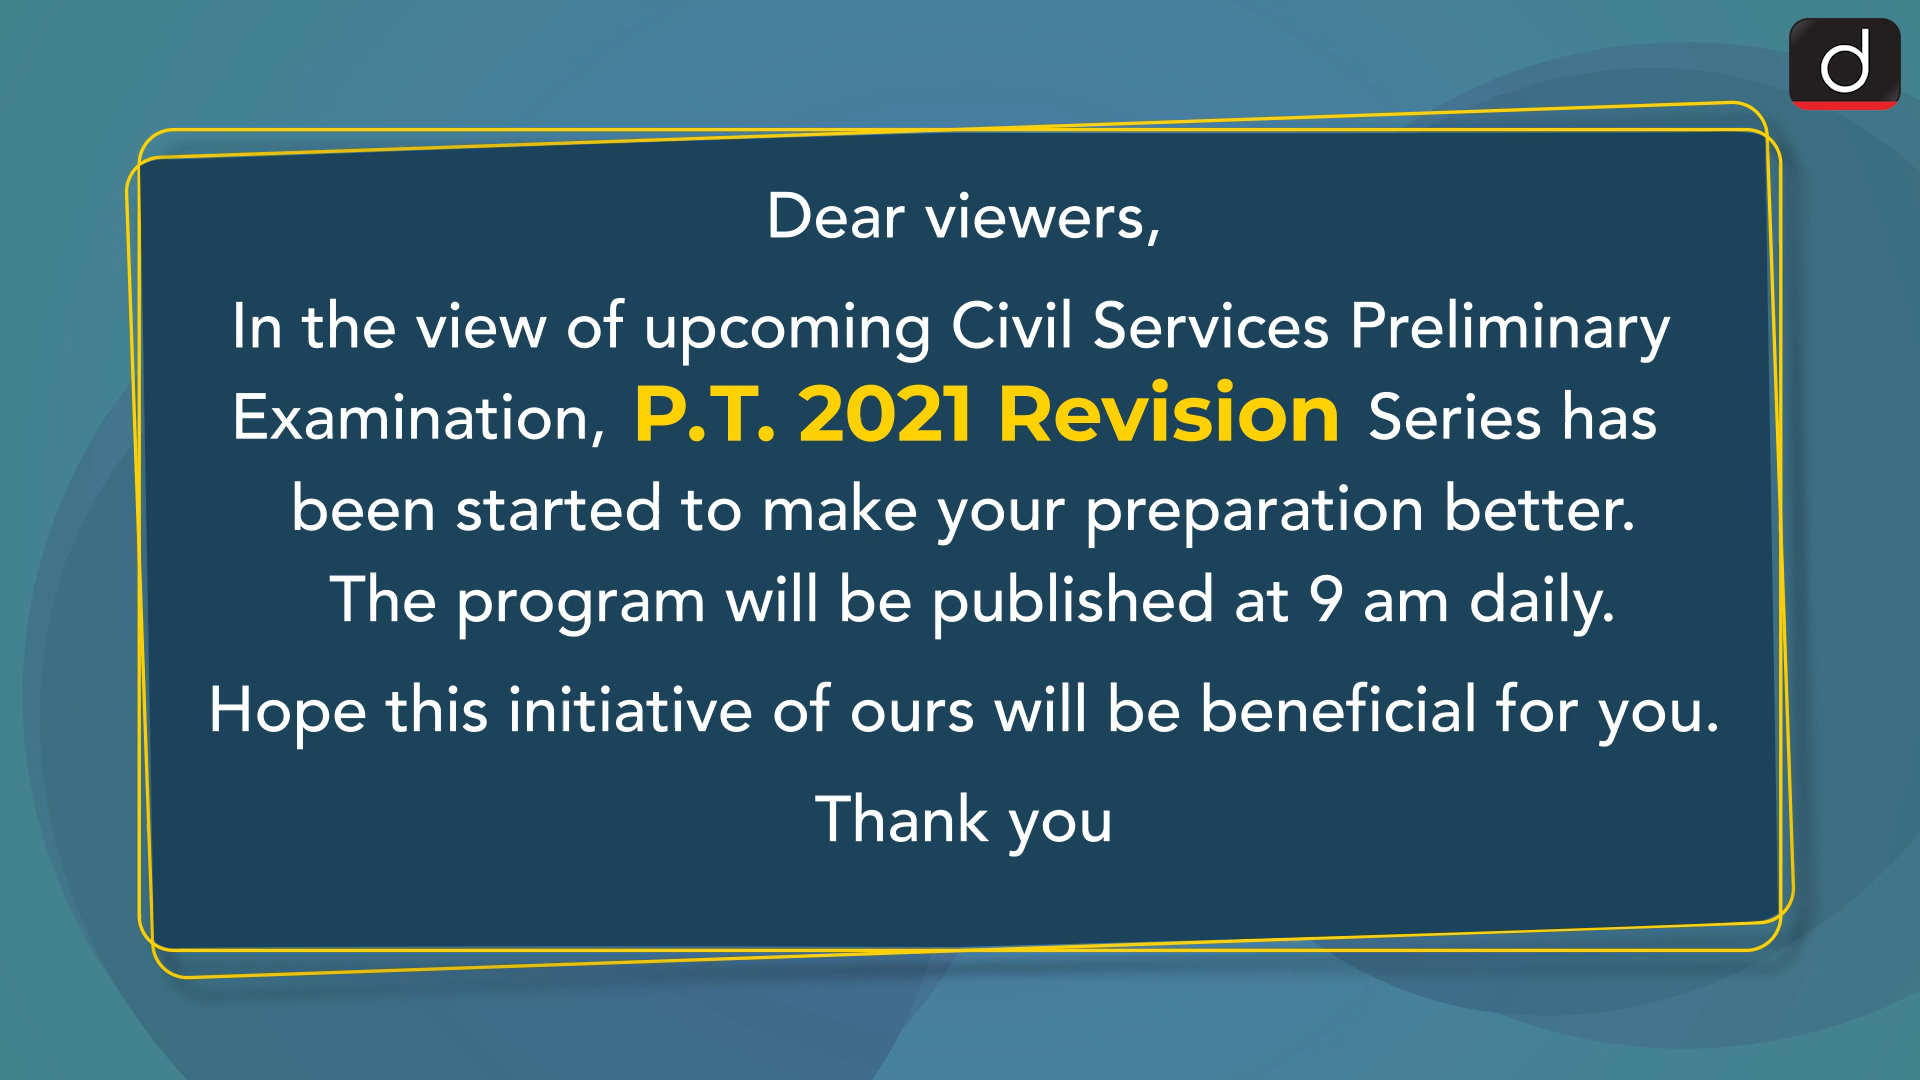 d
Dear viewers,
In the view of upcoming Civil Services Preliminary
Examination, P.T. 2021 Revision Series has
been started to make your preparation better.
The program will be published at 9 am daily.
Hope this initiative of ours will be beneficial for you.
Thank you